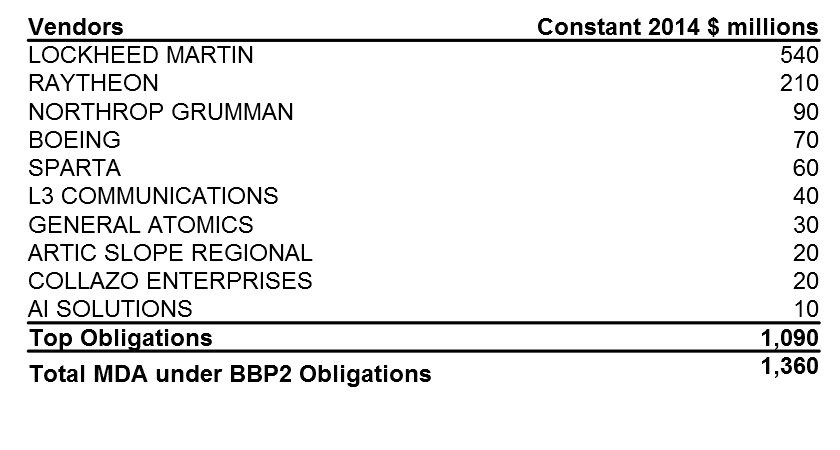 Vendors Constant 2014 $ millions
LOCKHEED MARTIN 540
RAYTHEON 210
NORTHROP GRUMMAN 90
BOEING 70
SPARTA 60
L3 COMMUNICATIONS 40
GENERAL ATOMICS 30
ARTIC SLOPE REGIONAL 20
COLLAZO ENTERPRISES 20
AI SOLUTIONS 10
Top Obligations 1,090
Total MDA under BBP2 Obligations 1,360